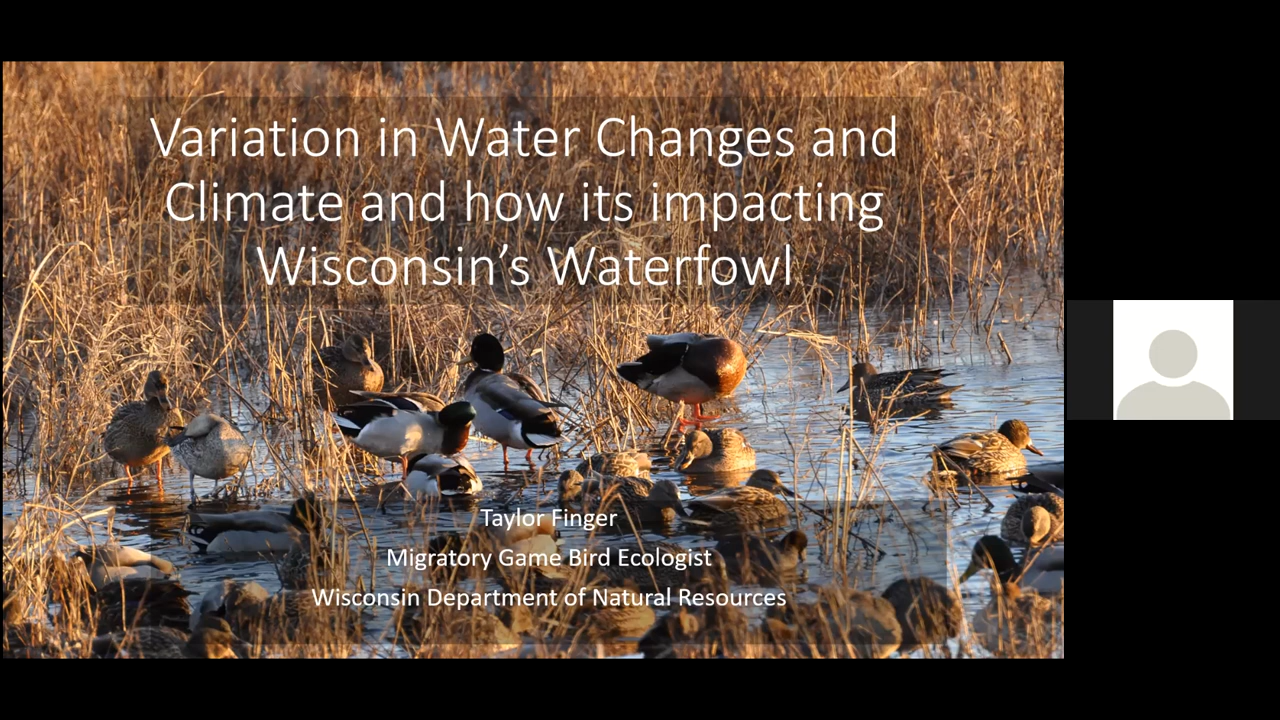 Variation in Water Changes and
Climate and how its impacting
Wisconsin’s Waterfowl
Taylor Finger
Migratory Game Bird Ecologist
Wisconsin Department of Natural Resources